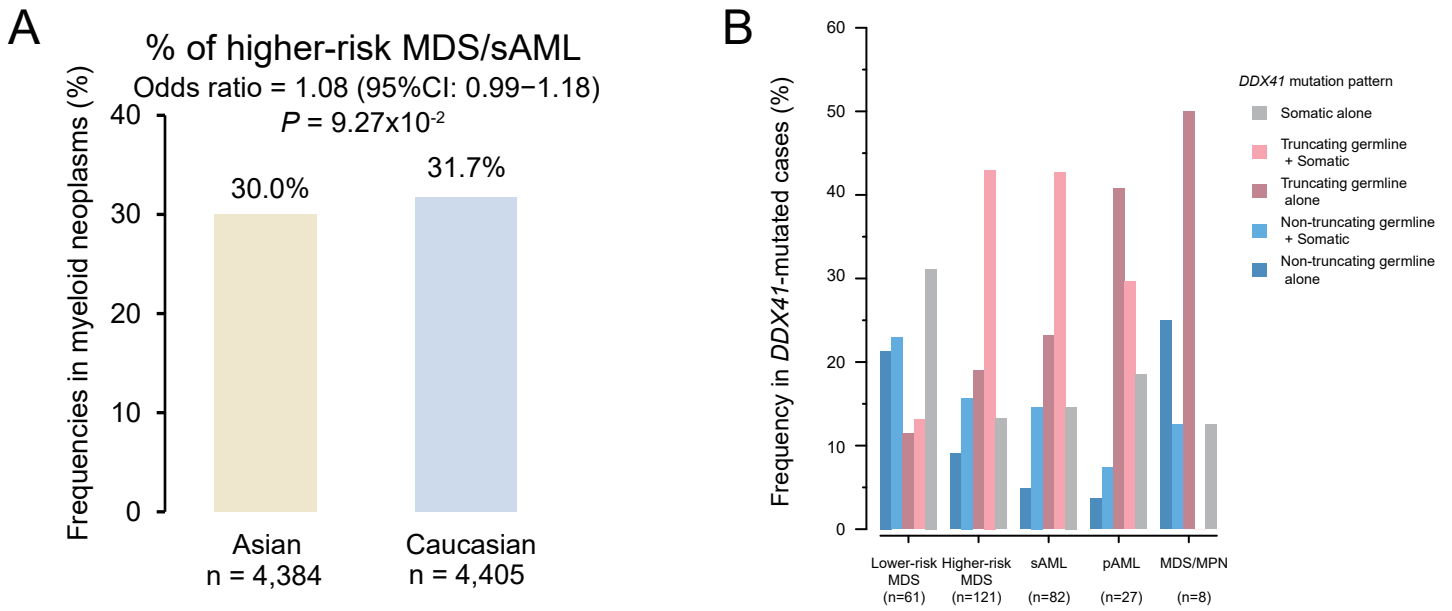 A
% of higher-risk MDS/sAML
Odds ratio = 1.08 (95%CI: 0.99−1.18)
P = 9.27x10-2
Frequencies in myeloid neoplasms (%)
40
30
20
10
0
30.0%
31.7%
Asian
n = 4,384
Caucasian
n = 4,405
B
Frequency in DDX41-mutated cases (%)
60
50
40
30
20
10
0
Lower-risk
MDS
(n=61)
Higher-risk
MDS
(n=121)
sAML
(n=82)
pAML
(n=27)
MDS/MPN
(n=8)
DDX41 mutation pattern
Somatic alone
Truncating germline
+ Somatic
Truncating germline
alone
Non-truncating germline
+ Somatic
Non-truncating germline
alone